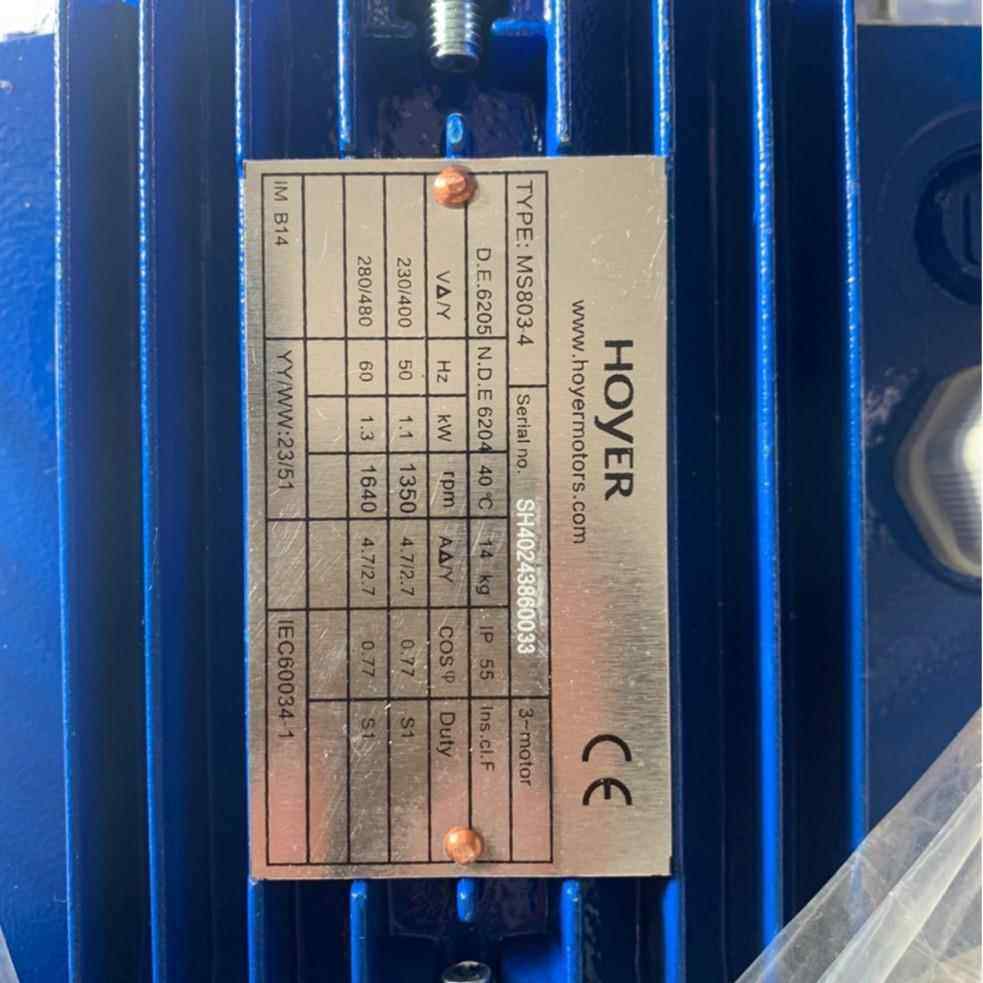 HOYER
www.hoyermotors.com
CE
TYPE: MS803-4 Serial no. SH40243860033 3~motor
D.E.6205 N.D.E 6204 40 °C 14 kg IP 55 Ins.cl.F
VΔ/Y Hz kW rpm AΔ/Y COSφ Duty
230/400 50 1.1 1350 4.7/2.7 0.77 S1
280/480 60 1.3 1640 4.7/2.7 0.77 S1
IM B14 YY/WW:23/51 IEC60034-1